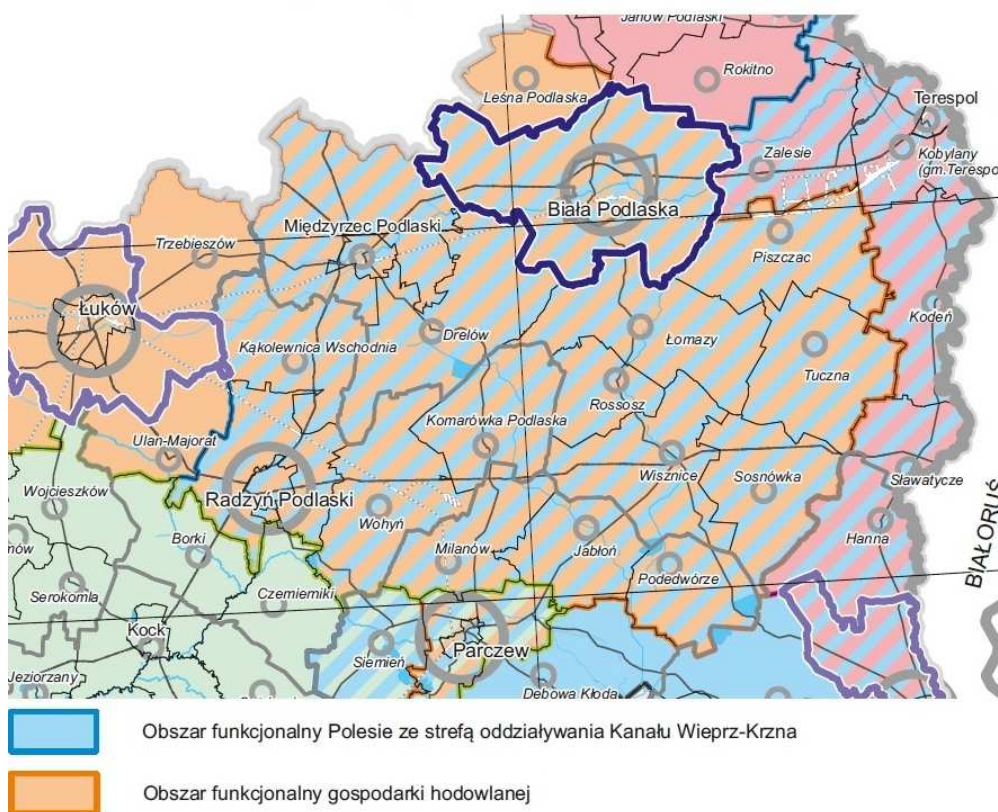 Janów Podlaski
Rokitno
Leśna Podlaska
Terespol
Zalesie
Kobylany
(gm.Terespo
Biała Podlaska
Międzyrzec Podlaski
Trzebieszów
Piszczac
Łuków
Kodeń
Drelów
Łomazy
Kąkolewnica Wschodnia
Tuczna
Rossosz
Komarówka Podlaska
Ulan-Majorat
Wisznice
Sosnówka
Sławatycze
Wojcieszków
Radzyń Podlaski
Wohyń
BIAŁORUŚ
Borki
Milanów
Jabłoń
Hanna
mów
Podedwórze
Serokomla
Czemierniki
Kock
Siemień
Parczew
Jeziorzany
Dębowa Kłoda
Obszar funkcjonalny Polesie ze strefą oddziaływania Kanału Wieprz-Krzna
Obszar funkcjonalny gospodarki hodowlanej